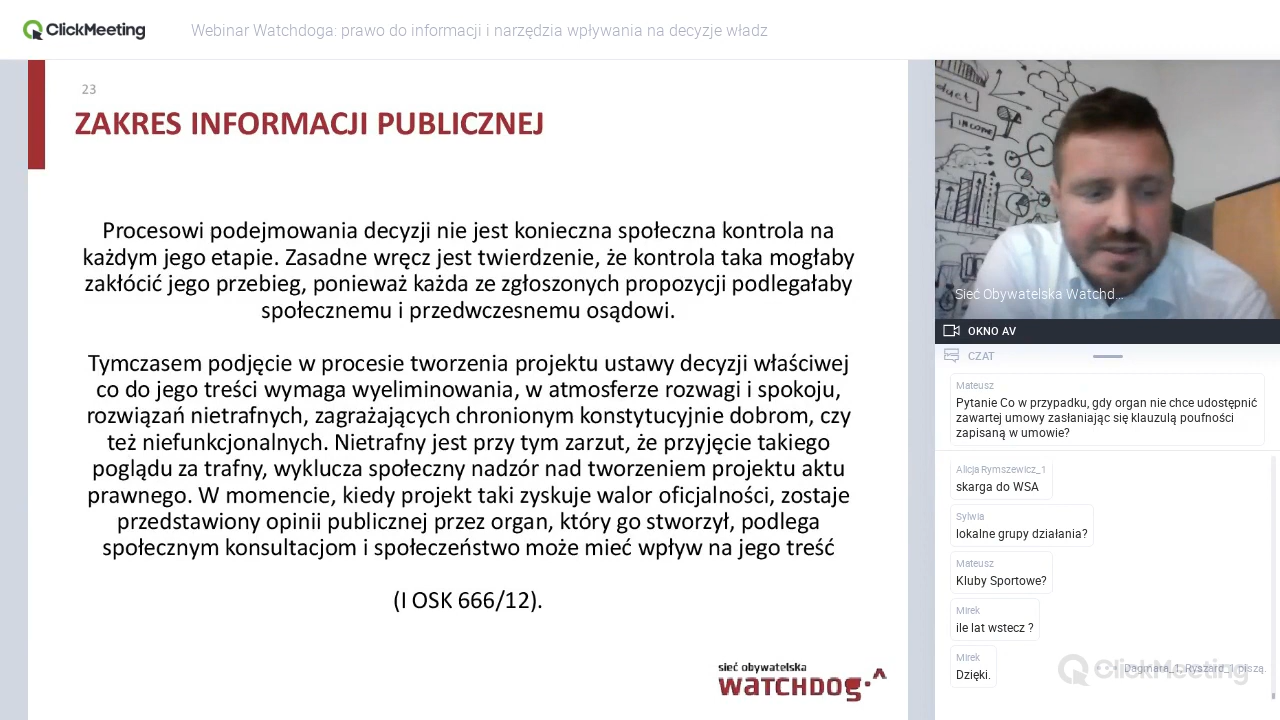 ClickMeeting
Webinar Watchdoga: prawo do informacji i narzędzia wpływania na decyzje władz
23
ZAKRES INFORMACJI PUBLICZNEJ
Procesowi podejmowania decyzji nie jest konieczna społeczna kontrola na
każdym jego etapie. Zasadne wręcz jest twierdzenie, że kontrola taka mogłaby
zakłócić jego przebieg, ponieważ każda ze zgłoszonych propozycji podlegałaby
społecznemu i przedwczesnemu osądowi.
Tymczasem podjęcie w procesie tworzenia projektu ustawy decyzji właściwej
co do jego treści wymaga wyeliminowania, w atmosferze rozwagi i spokoju,
rozwiązań nietrafnych, zagrażających chronionym konstytucyjnie dobrom, czy
też niefunkcjonalnych. Nietrafny jest przy tym zarzut, że przyjęcie takiego
poglądu za trafny, wyklucza społeczny nadzór nad tworzeniem projektu aktu
prawnego. W momencie, kiedy projekt taki zyskuje walor oficjalności, zostaje
przedstawiony opinii publicznej przez organ, który go stworzył, podlega
społecznym konsultacjom i społeczeństwo może mieć wpływ na jego treść
(I OSK 666/12).
sieć obywatelska
WATCHDOG
duct
INCOME
Sieć Obywatelska Watchd...
OKNO AV
CZAT
Mateusz
Pytanie Co w przypadku, gdy organ nie chce udostępnić
zawartej umowy zasłaniając się klauzulą poufności
zapisaną w umowie?
Alicja Rymszewicz_1
skarga do WSA
Sylwia
lokalne grupy działania?
Mateusz
Kluby Sportowe?
Mirek
ile lat wstecz ?
Mirek
Dzięki.
Dagmara_1, Ryszard_1 piszą.
ClickMeeting